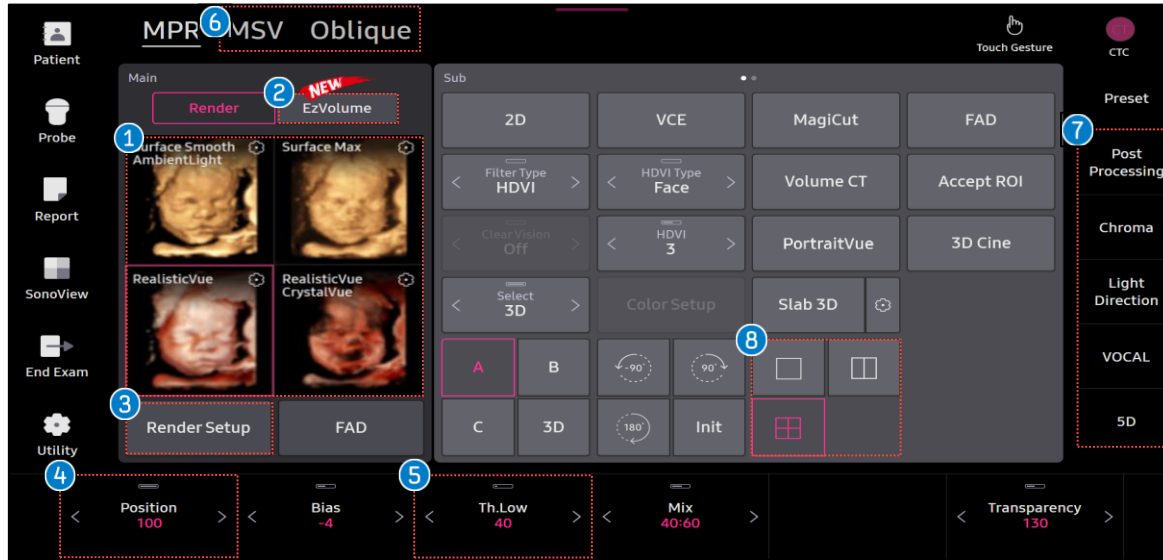 MPR
6
MSV
Oblique
Touch Gesture
CT
CTC
Patient
Probe
Report
SonoView
End Exam
Utility
Main
Render
2
EzVolume
NEW
1
Surface Smooth
AmbientLight
Surface Max
RealisticVue
RealisticVue
CrystalVue
3
Render Setup
FAD
Sub
2D
VCE
MagiCut
FAD
Filter Type
< HDVI >
HDVI Type
< Face >
Volume CT
Accept ROI
Clear Vision
< Off >
HDVI
< 3 >
PortraitVue
3D Cine
Select
< 3D >
Color Setup
Slab 3D
A
B
-90°
90°
8
C
3D
180°
Init
Preset
7
Post
Processing
Chroma
Light
Direction
VOCAL
5D
4
Position
< 100 >
Bias
< -4 >
5
Th.Low
< 40 >
Mix
< 40:60 >
Transparency
< 130 >